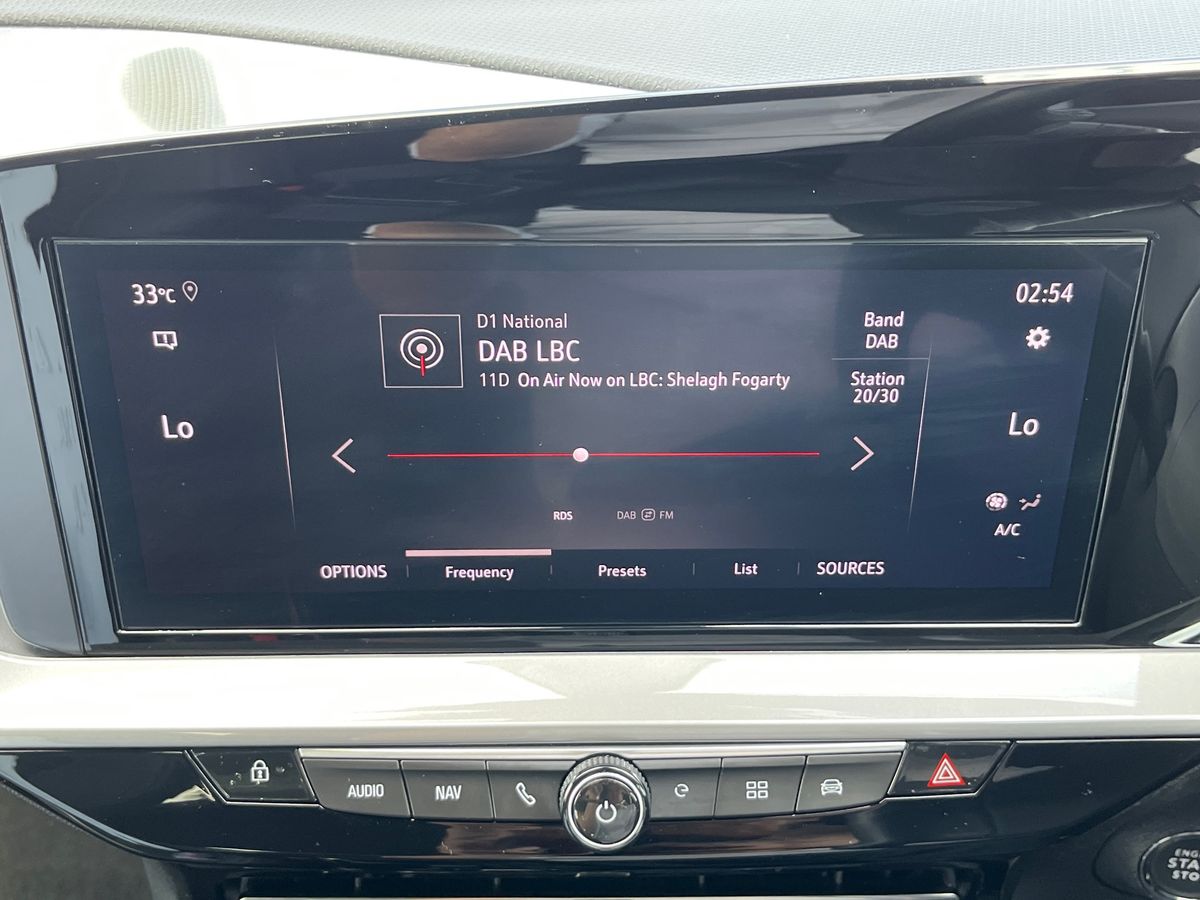 33°C
02:54
D1 National
DAB LBC
11D On Air Now on LBC: Shelagh Fogarty
Band
DAB
Station
20/30
Lo
Lo
RDS
DAB FM
A/C
OPTIONS
Frequency
Presets
List
SOURCES
AUDIO
NAV